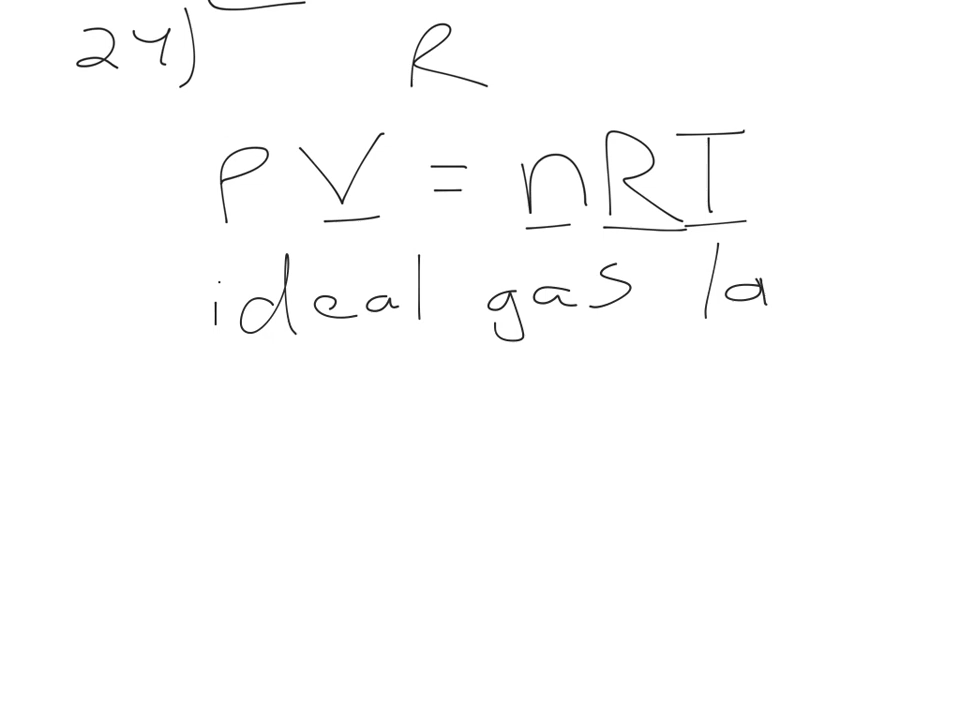 24) R
PV = nRT
ideal gas la